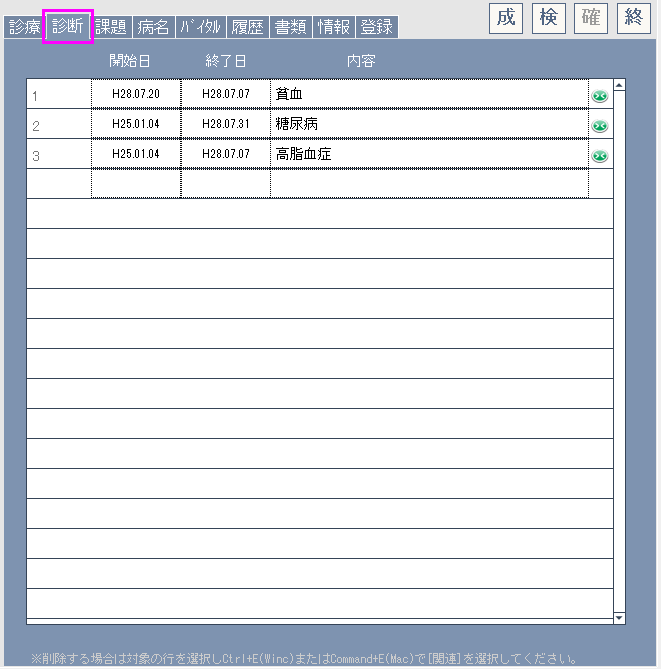 診療 診断 課題 病名 ﾊﾞｲﾀﾙ 履歴 書類 情報 登録 成 検 確 終
開始日 終了日 内容
1 H28.07.20 H28.07.07 貧血
2 H25.01.04 H28.07.31 糖尿病
3 H25.01.04 H28.07.07 高脂血症
※削除する場合は対象の行を選択しCtrl+E(Winc)またはCommand+E(Mac)で[関連]を選択してください。